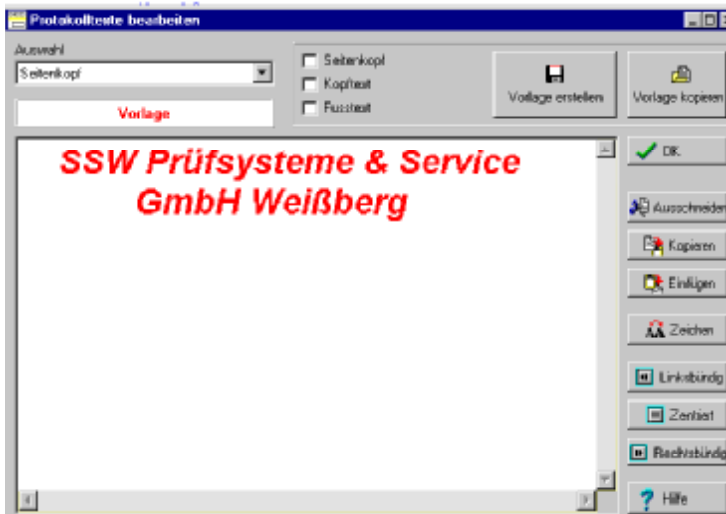 Protokolltexte bearbeiten
Auswahl
Seitenkopf
Vorlage
Seitenkopf
Kopftext
Fusstext
Vorlage erstellen
Vorlage kopieren
SSW Prüfsysteme & Service
GmbH Weißberg
OK
Ausschneiden
Kopieren
Einfügen
Zeichen
Linksbündig
Zentriert
Rechtsbündig
Hilfe